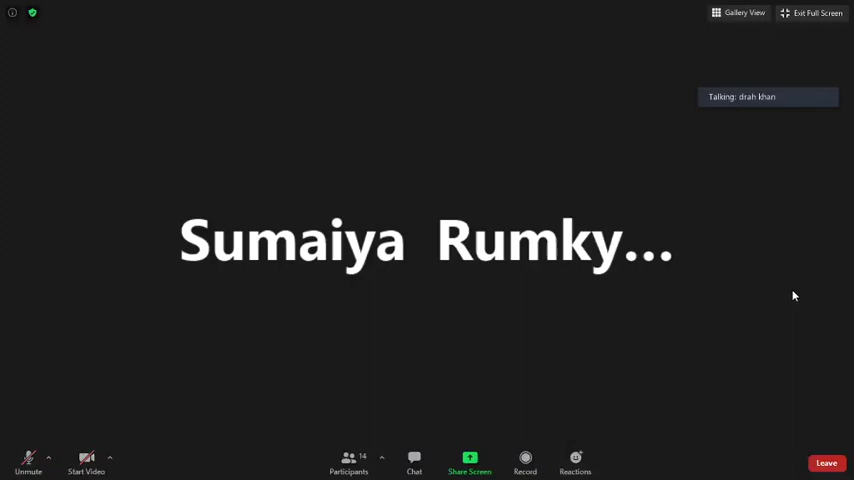 Gallery View
Exit Full Screen
Talking: drah khan
Sumaiya Rumky...
Unmute
Start Video
Participants
14
Chat
Share Screen
Record
Reactions
Leave